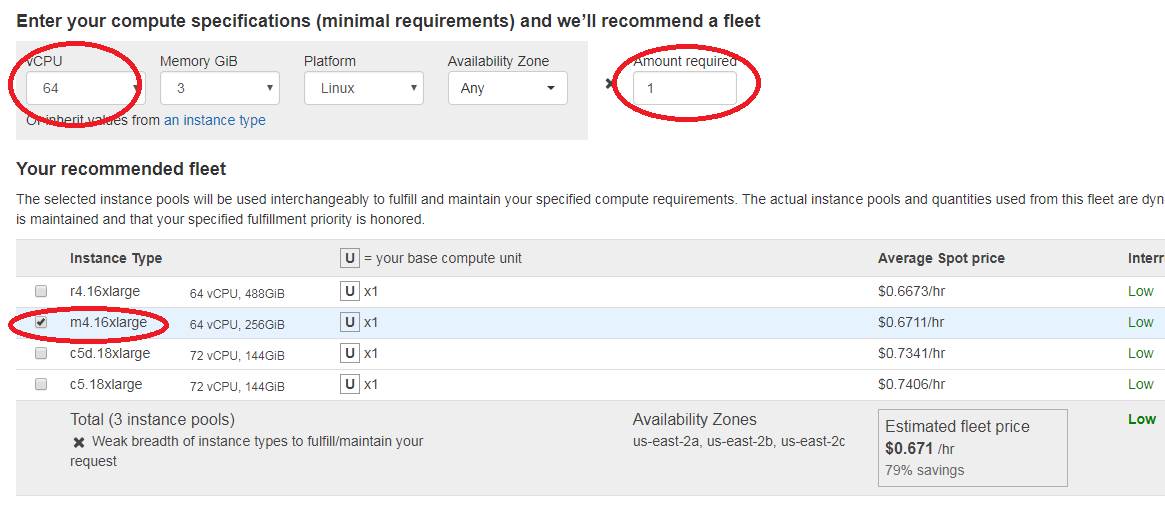 Enter your compute specifications (minimal requirements) and we'll recommend a fleet
vCPU Memory GiB Platform Availability Zone Amount required
64 3 Linux Any 1
Or inherit values from an instance type
Your recommended fleet
The selected instance pools will be used interchangeably to fulfill and maintain your specified compute requirements. The actual instance pools and quantities used from this fleet are dyn
is maintained and that your specified fulfillment priority is honored.
Instance Type U = your base compute unit Average Spot price Interr
r4.16xlarge 64 vCPU, 488GiB U x1 $0.6673/hr Low
m4.16xlarge 64 vCPU, 256GiB U x1 $0.6711/hr Low
c5d.18xlarge 72 vCPU, 144GiB U x1 $0.7341/hr Low
c5.18xlarge 72 vCPU, 144GiB U x1 $0.7406/hr Low
Total (3 instance pools) Availability Zones Estimated fleet price Low
Weak breadth of instance types to fulfill/maintain your us-east-2a, us-east-2b, us-east-2c $0.671 /hr
request 79% savings